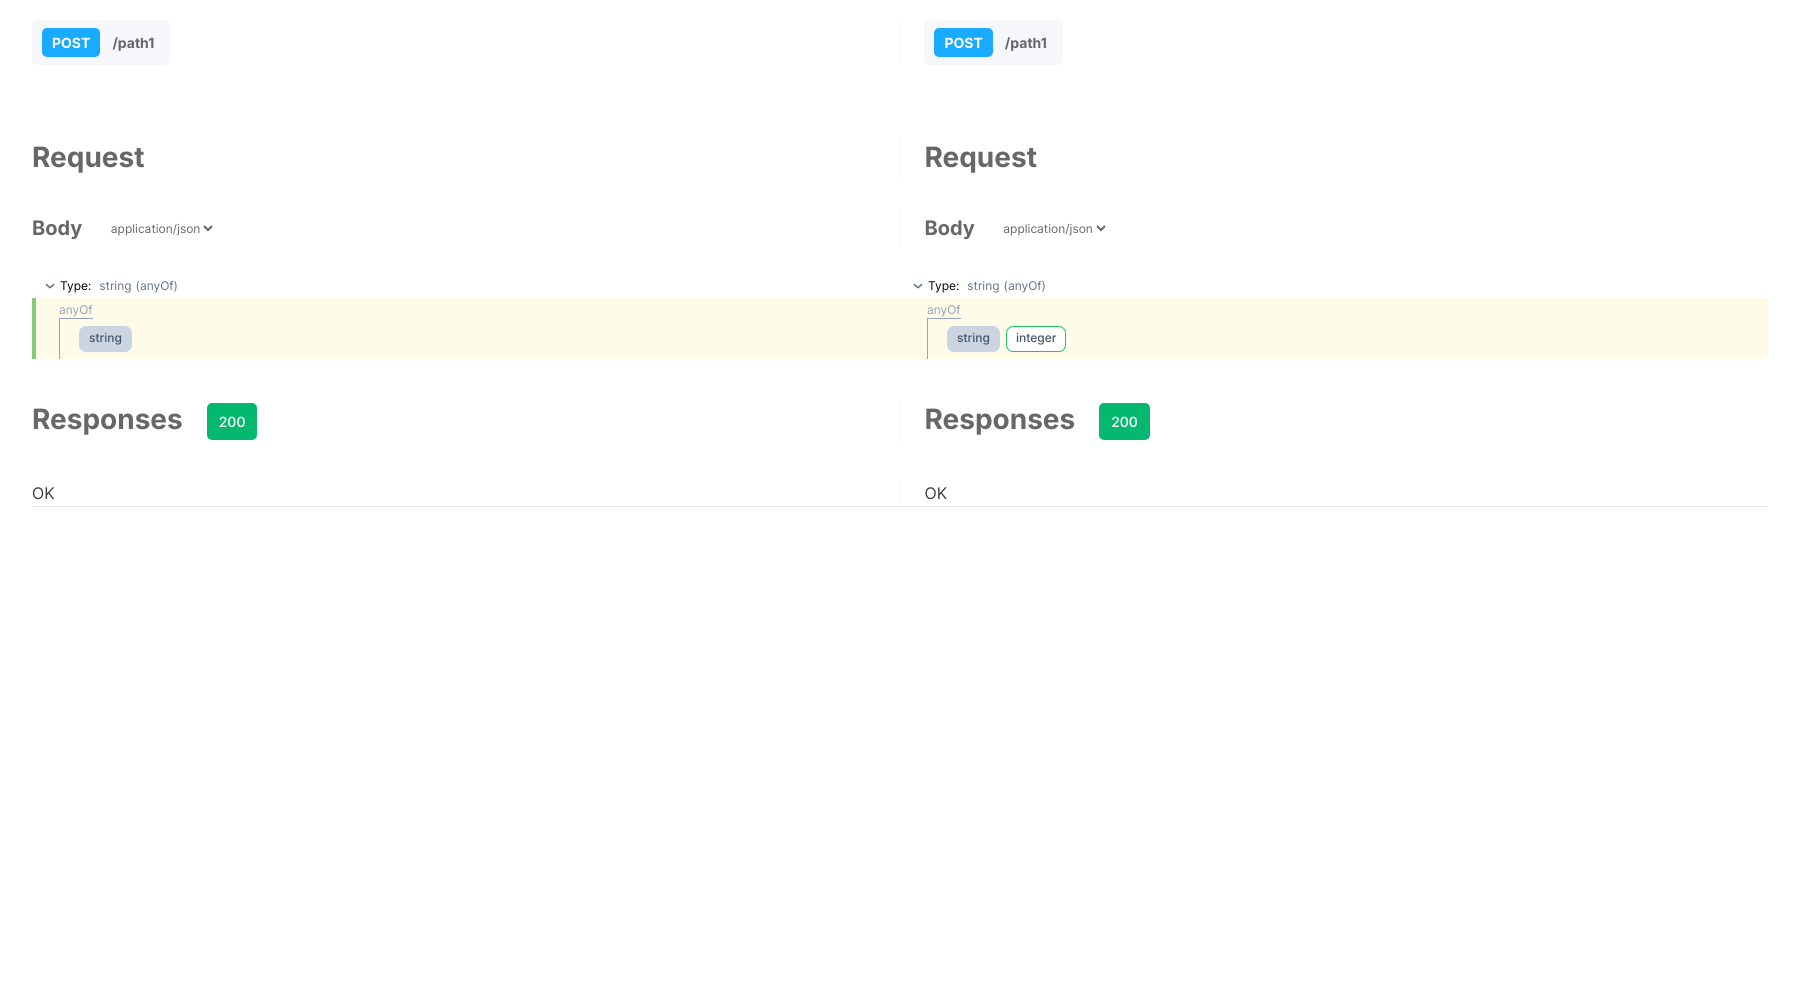 POST /path1 POST /path1
Request Request
Body application/json Body application/json
Type: string (anyOf) Type: string (anyOf)
anyOf anyOf
string string integer
Responses 200 Responses 200
OK OK